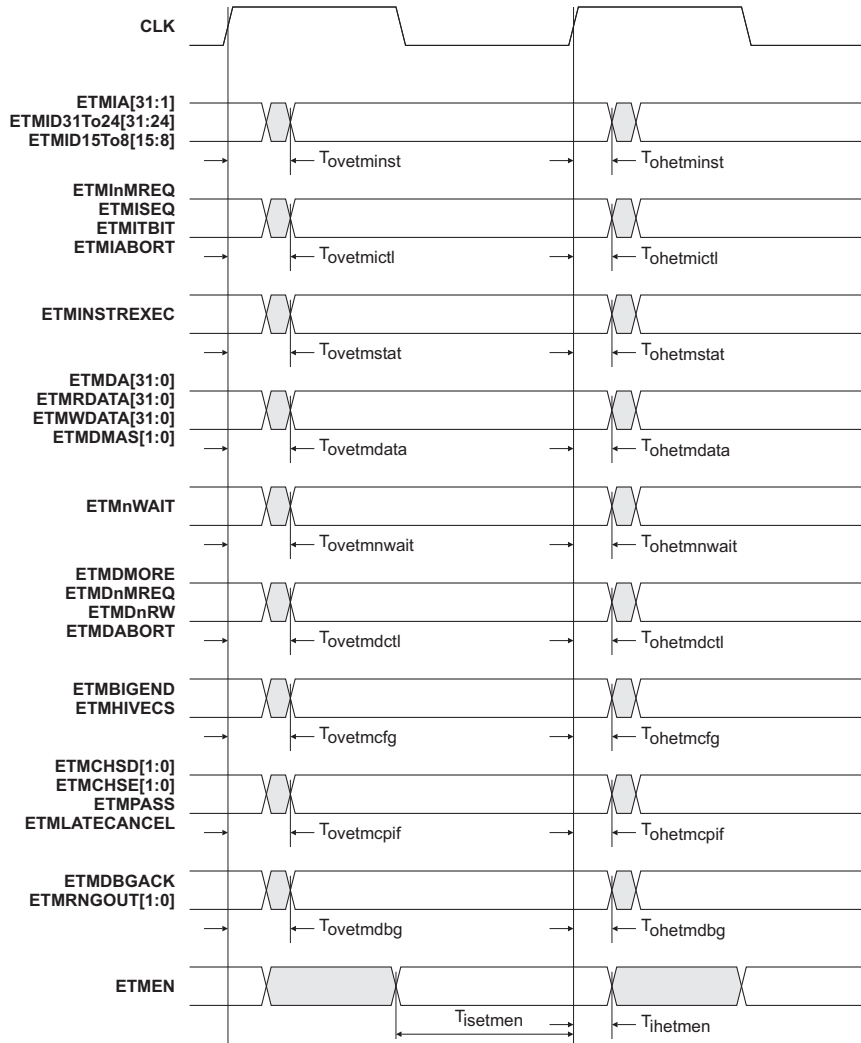 CLK
ETMIA[31:1]
ETMID31To24[31:24]
ETMID15To8[15:8]
Tovetminst
Tohetminst
ETMInMREQ
ETMISEQ
ETMITBIT
ETMIABORT
Tovetmictl
Tohetmictl
ETMINSTREXEC
Tovetmstat
Tohetmstat
ETMDA[31:0]
ETMRDATA[31:0]
ETMWDATA[31:0]
ETMDMAS[1:0]
Tovetmdata
Tohetmdata
ETMnWAIT
Tovetmnwait
Tohetmnwait
ETMDMORE
ETMDnMREQ
ETMDnRW
ETMDABORT
Tovetmdctl
Tohetmdctl
ETMBIGEND
ETMHIVECS
Tovetmcfg
Tohetmcfg
ETMCHSD[1:0]
ETMCHSE[1:0]
ETMPASS
ETMLATECANCEL
Tovetmcpif
Tohetmcpif
ETMDBGACK
ETMRNGOUT[1:0]
Tovetmdbg
Tohetmdbg
ETMEN
Tisetmen
Tihetmen